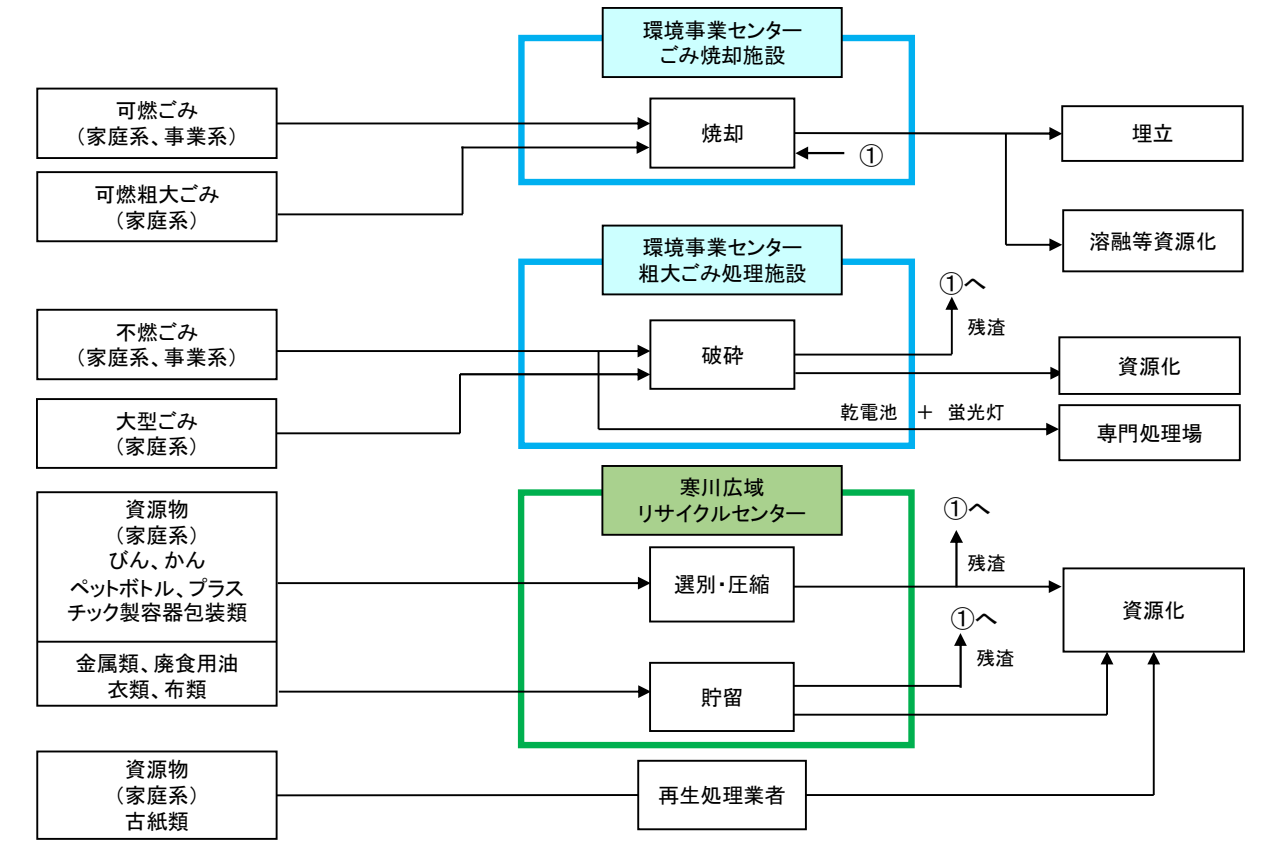 環境事業センター
ごみ焼却施設
可燃ごみ
（家庭系、事業系）
焼却
埋立
①
可燃粗大ごみ
（家庭系）
溶融等資源化
環境事業センター
粗大ごみ処理施設
①へ
残渣
不燃ごみ
（家庭系、事業系）
破砕
資源化
大型ごみ
（家庭系）
乾電池　＋　蛍光灯
専門処理場
寒川広域
リサイクルセンター
資源物
（家庭系）
びん、かん
ペットボトル、プラス
チック製容器包装類
①へ
残渣
選別・圧縮
資源化
①へ
残渣
金属類、廃食用油
衣類、布類
貯留
資源物
（家庭系）
古紙類
再生処理業者